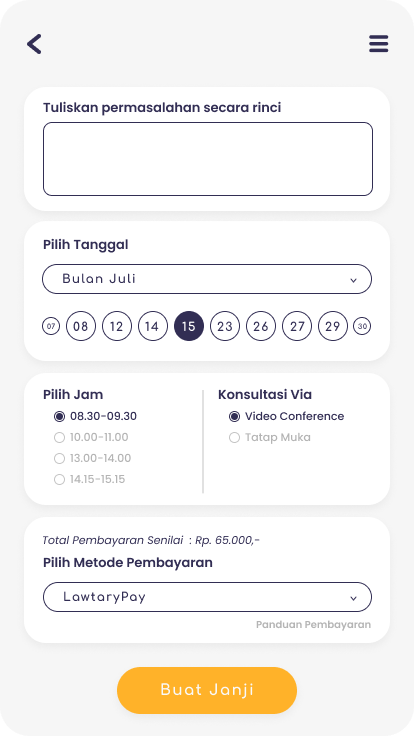 Tuliskan permasalahan secara rinci
Pilih Tanggal
Bulan Juli
07 08 12 14 15 23 26 27 29 30
Pilih Jam
08.30-09.30
10.00-11.00
13.00-14.00
14.15-15.15
Konsultasi Via
Video Conference
Tatap Muka
Total Pembayaran Senilai : Rp. 65.000,-
Pilih Metode Pembayaran
LawtaryPay
Panduan Pembayaran
Buat Janji